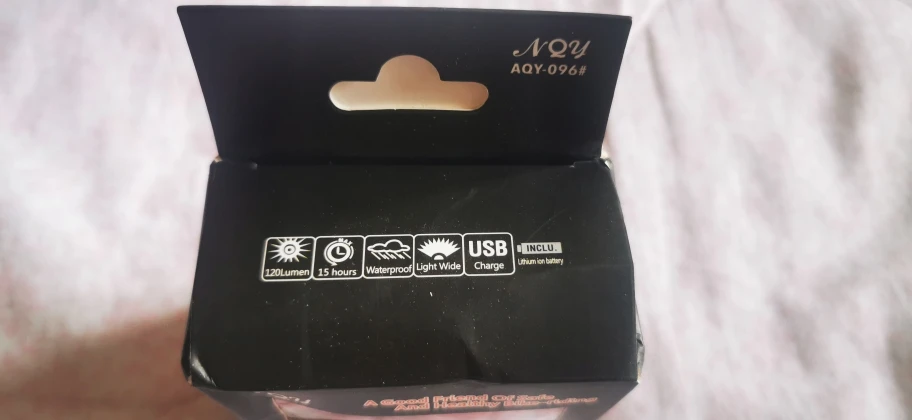 NQY
AQY-096#
120Lumen
MAX
15 hours
Waterproof
Light Wide
USB
Charge
INCLU.
Lithium ion battery
A Good Friend Of Safe
And Healthy Bike-riding